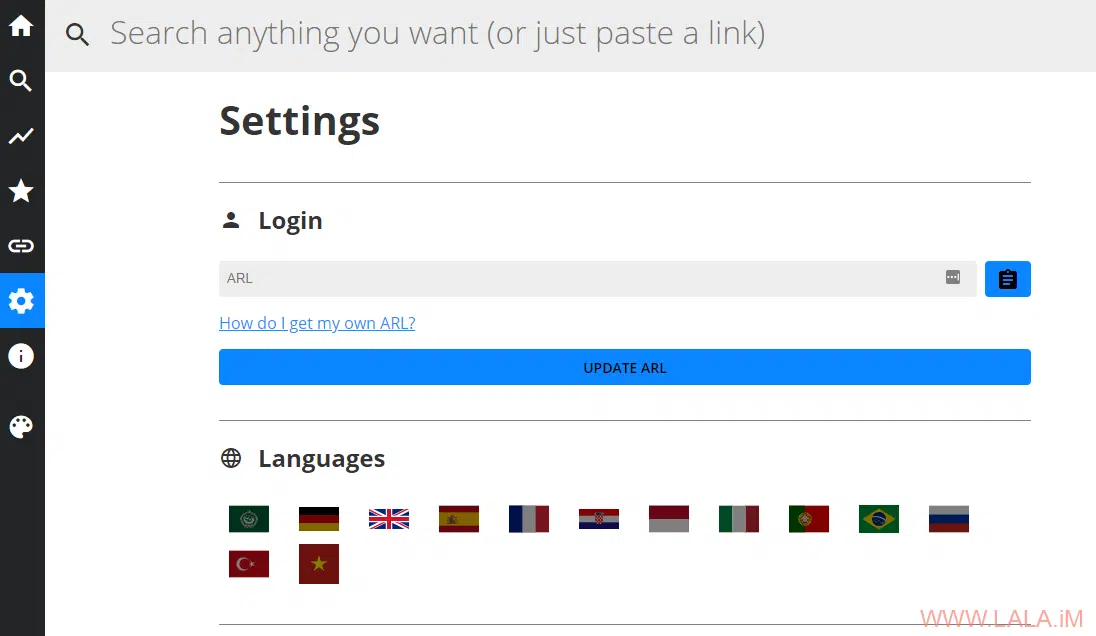 Search anything you want (or just paste a link)
Settings
Login
ARL
How do I get my own ARL?
UPDATE ARL
Languages
WWW.LALA.iM